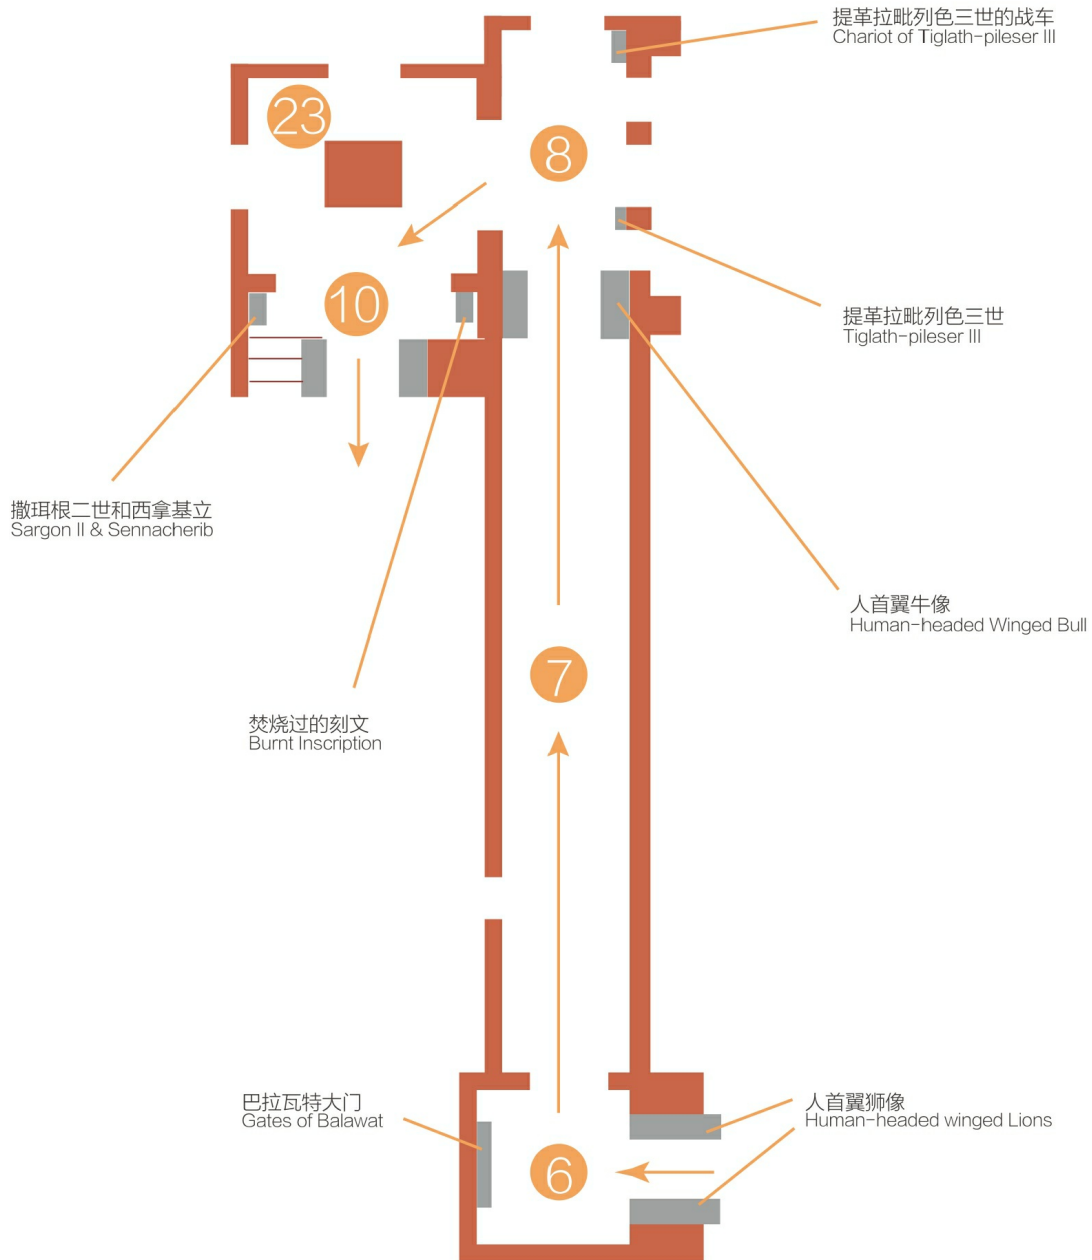 提革拉毗列色三世的战车
Chariot of Tiglath-pileser III
23
8
10
提革拉毗列色三世
Tiglath-pileser III
撒珥根二世和西拿基立
Sargon II & Sennacherib
人首翼牛像
Human-headed Winged Bull
7
焚烧过的刻文
Burnt Inscription
巴拉瓦特大门
Gates of Balawat
人首翼狮像
Human-headed winged Lions
6